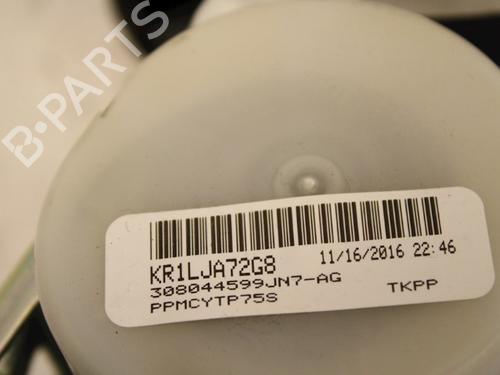 B-PARTS
KR1LJA72G8 11/16/2016 22:46
308044599JN7-AG TKPP
PPMCYTP75S